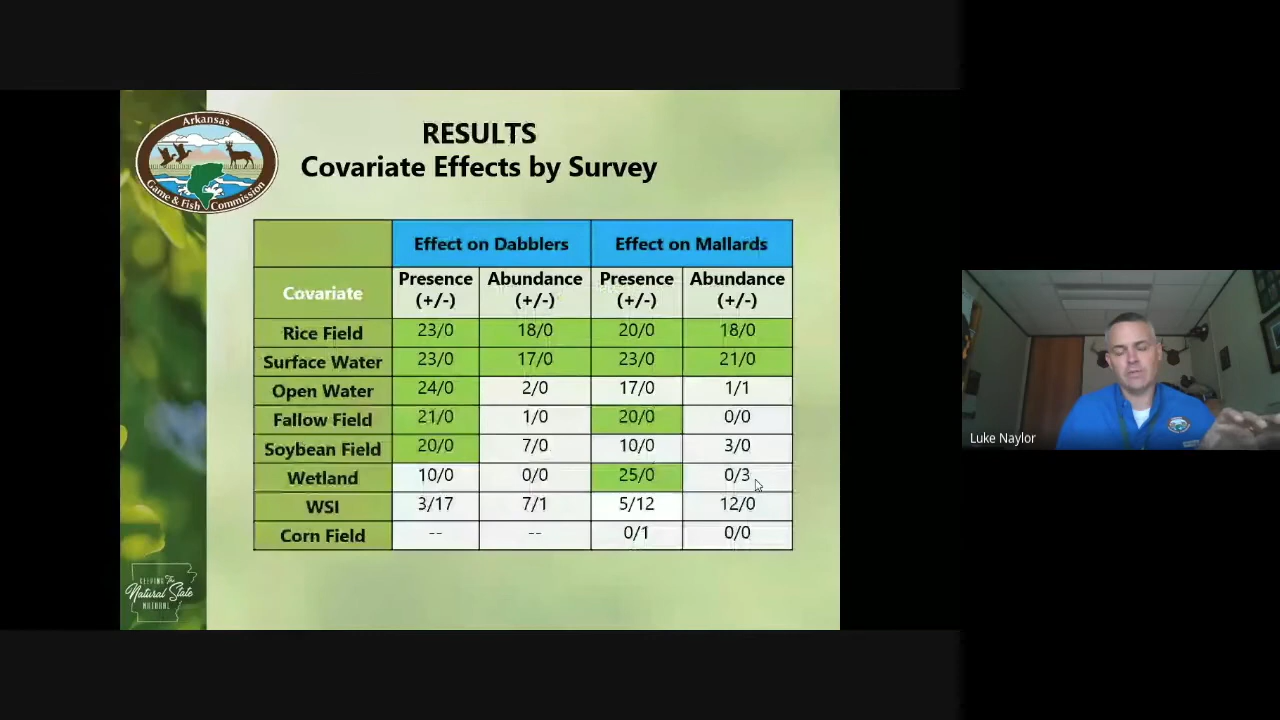 Arkansas
Game & Fish Commission
RESULTS
Covariate Effects by Survey
Effect on Dabblers Effect on Mallards
Covariate Presence (+/-) Abundance (+/-) Presence (+/-) Abundance (+/-)
Rice Field 23/0 18/0 20/0 18/0
Surface Water 23/0 17/0 23/0 21/0
Open Water 24/0 2/0 17/0 1/1
Fallow Field 21/0 1/0 20/0 0/0
Soybean Field 20/0 7/0 10/0 3/0
Wetland 10/0 0/0 25/0 0/3
WSI 3/17 7/1 5/12 12/0
Corn Field -- -- 0/1 0/0
Keeping The
Natural State
Natural
Luke Naylor